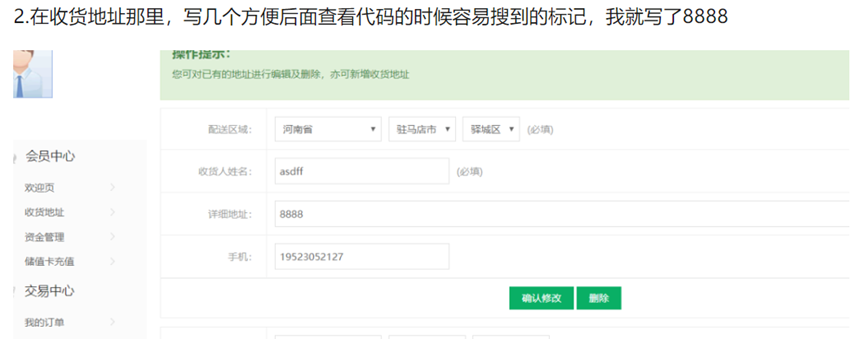 2.在收货地址那里，写几个方便后面查看代码的时候容易搜到的标记，我就写了8888
操作提示：
您可对已有的地址进行编辑及删除，亦可新增收货地址
配送区域： 河南省 驻马店市 驿城区 (必填)
会员中心
收货人姓名： asdff (必填)
欢迎页
收货地址
详细地址： 8888
资金管理
手机： 19523052127
储值卡充值
交易中心
确认修改 删除
我的订单